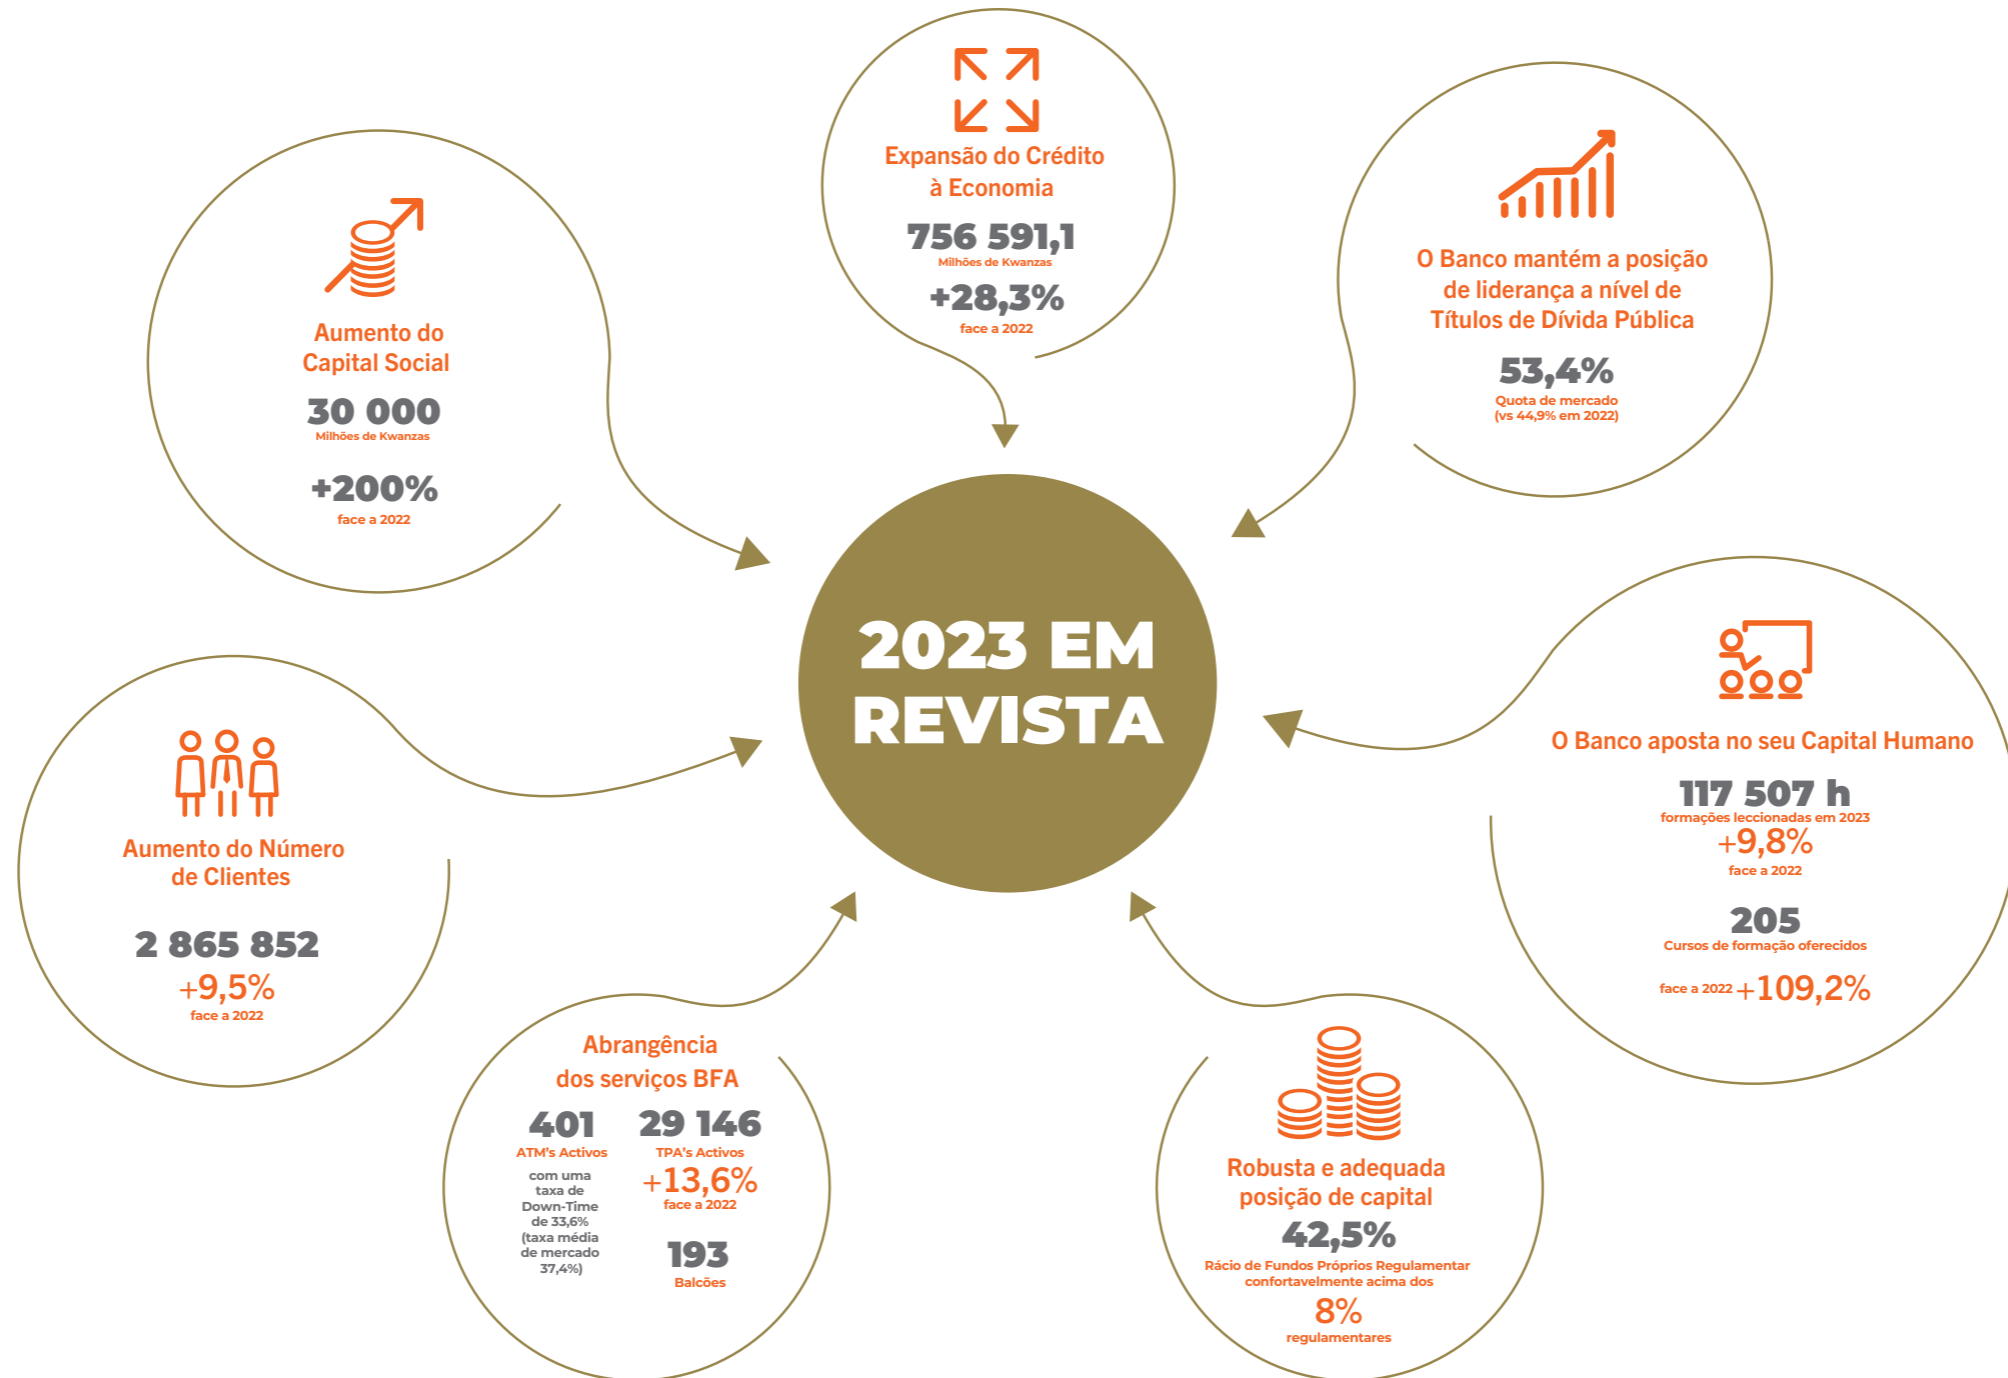 Expansão do Crédito
à Economia
756 591,1
Milhões de Kwanzas
+28,3%
face a 2022
Aumento do
Capital Social
30 000
Milhões de Kwanzas
+200%
face a 2022
O Banco mantém a posição
de liderança a nível de
Títulos de Dívida Pública
53,4%
Quota de mercado
(vs 44,9% em 2022)
2023 EM
REVISTA
Aumento do Número
de Clientes
2 865 852
+9,5%
face a 2022
O Banco aposta no seu Capital Humano
117 507 h
formações leccionadas em 2023
+9,8%
face a 2022
205
Cursos de formação oferecidos
face a 2022 +109,2%
Abrangência
dos serviços BFA
401
ATM's Activos
com uma
taxa de
Down-Time
de 33,6%
(taxa média
de mercado
37,4%)
29 146
TPA's Activos
+13,6%
face a 2022
193
Balcões
Robusta e adequada
posição de capital
42,5%
Rácio de Fundos Próprios Regulamentar
confortavelmente acima dos
8%
regulamentares